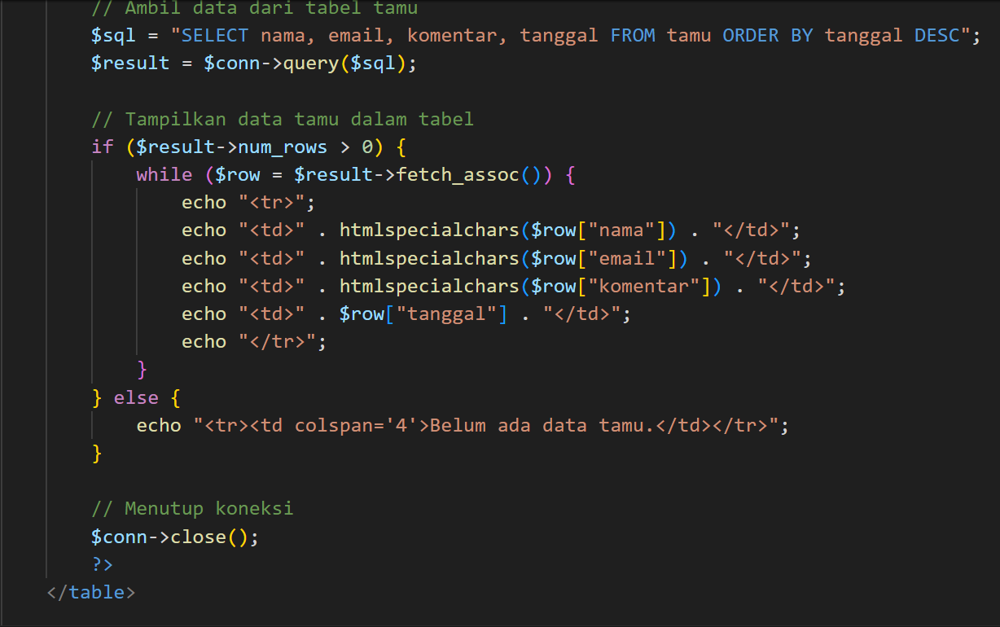 // Ambil data dari tabel tamu
$sql = "SELECT nama, email, komentar, tanggal FROM tamu ORDER BY tanggal DESC";
$result = $conn->query($sql);
// Tampilkan data tamu dalam tabel
if ($result->num_rows > 0) {
while ($row = $result->fetch_assoc()) {
echo "<tr>";
echo "<td>" . htmlspecialchars($row["nama"]) . "</td>";
echo "<td>" . htmlspecialchars($row["email"]) . "</td>";
echo "<td>" . htmlspecialchars($row["komentar"]) . "</td>";
echo "<td>" . $row["tanggal"] . "</td>";
echo "</tr>";
}
} else {
echo "<tr><td colspan='4'>Belum ada data tamu.</td></tr>";
}
// Menutup koneksi
$conn->close();
?>
</table>